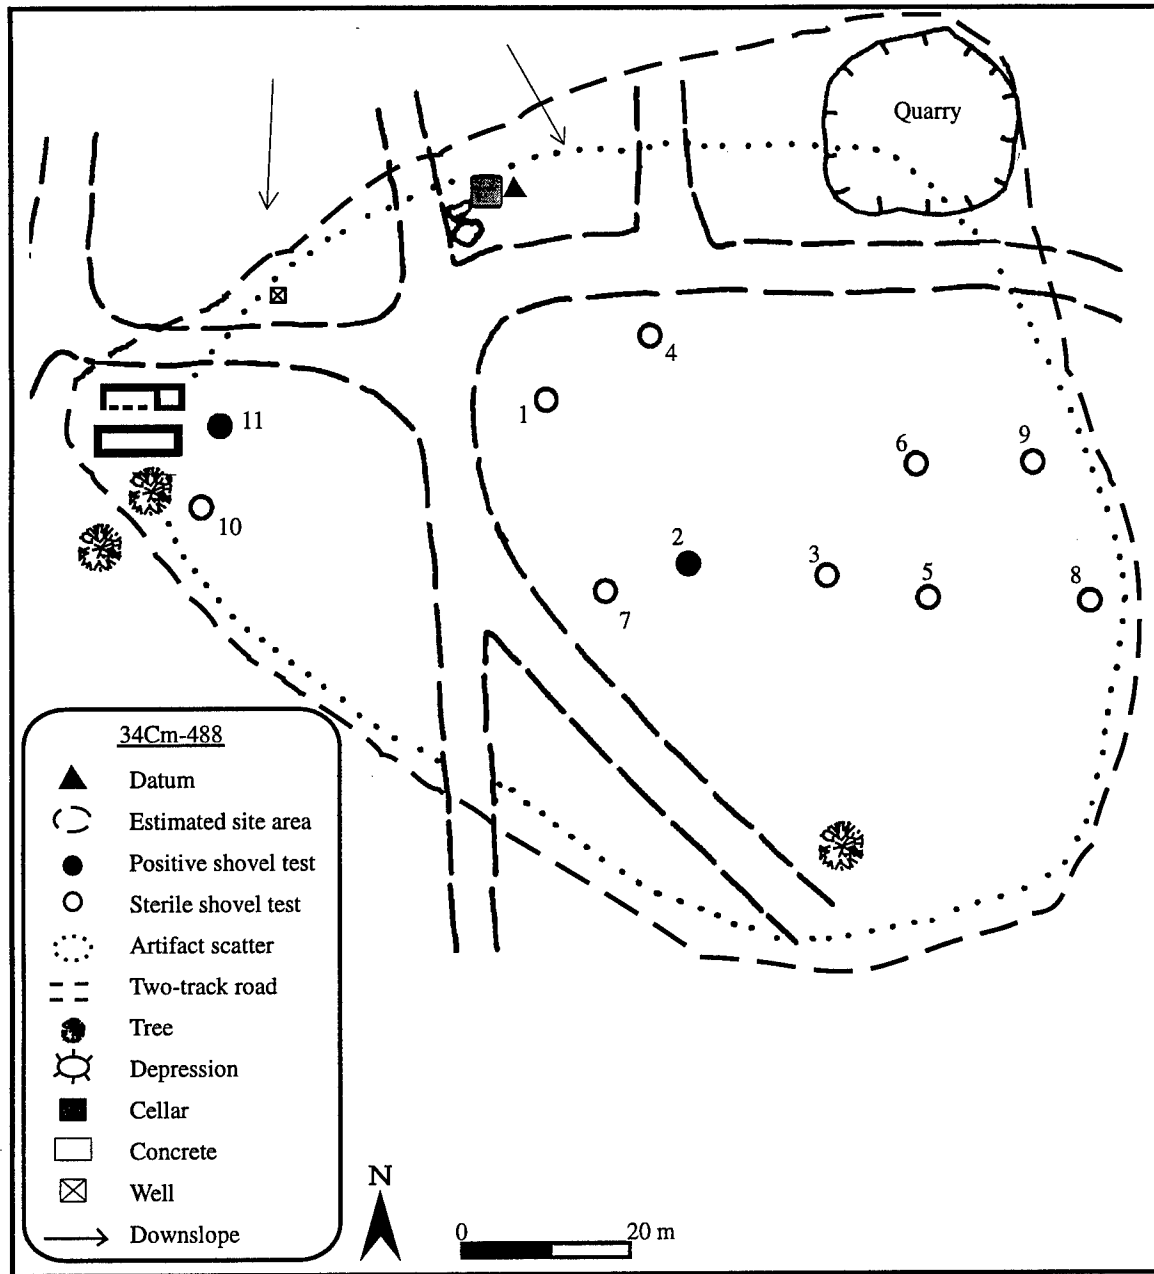 Quarry
4
1
11
6
9
10
2
3
5
8
7
34Cm-488
Datum
Estimated site area
Positive shovel test
Sterile shovel test
Artifact scatter
Two-track road
Tree
Depression
Cellar
Concrete
Well
Downslope
N
0 20 m